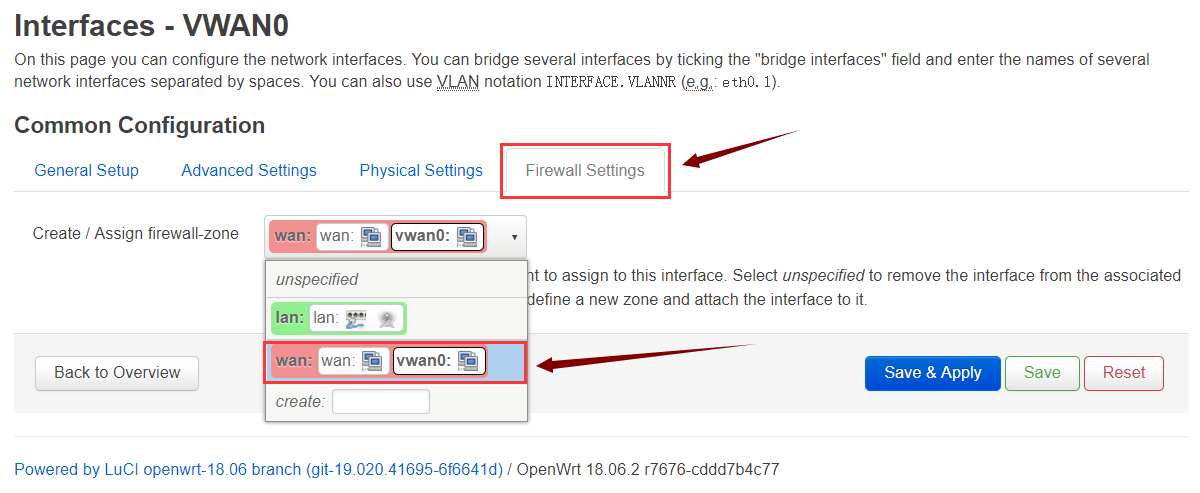 Interfaces - VWAN0
On this page you can configure the network interfaces. You can bridge several interfaces by ticking the "bridge interfaces" field and enter the names of several
network interfaces separated by spaces. You can also use VLAN notation INTERFACE.VLANNR (e.g.: eth0.1).
Common Configuration
General Setup Advanced Settings Physical Settings Firewall Settings
Create / Assign firewall-zone wan: wan: vwan0:
unspecified nt to assign to this interface. Select unspecified to remove the interface from the associated
define a new zone and attach the interface to it.
lan: lan:
wan: wan: vwan0:
Back to Overview Save & Apply Save Reset
create:
Powered by LuCI openwrt-18.06 branch (git-19.020.41695-6f6641d) / OpenWrt 18.06.2 r7676-cddd7b4c77